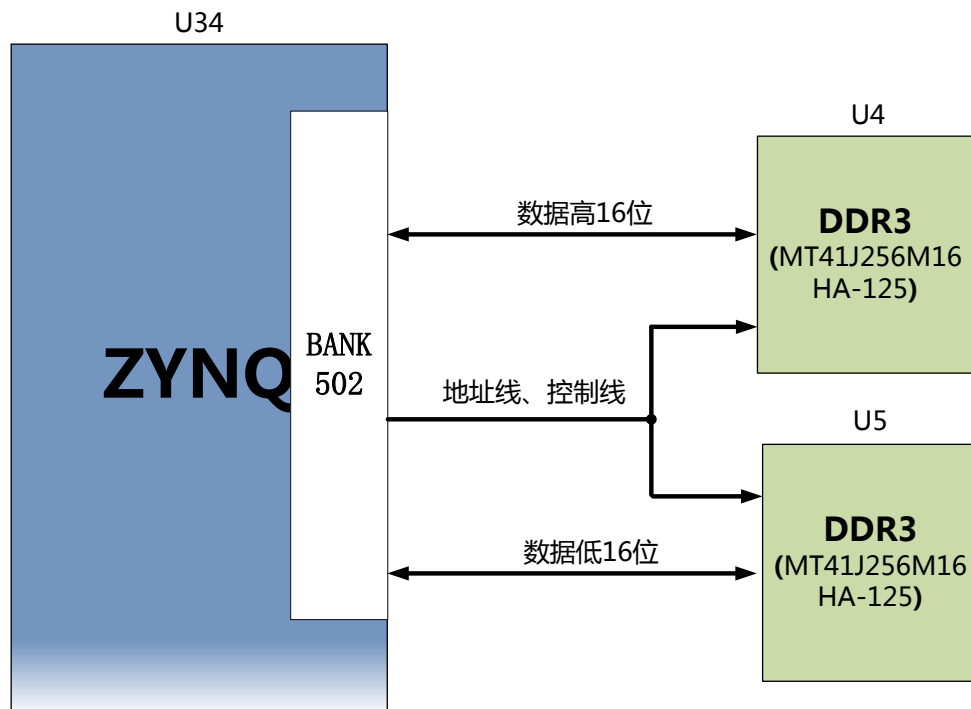 U34
ZYNQ
BANK
502
数据高16位
地址线、控制线
数据低16位
U4
DDR3
(MT41J256M16
HA-125)
U5
DDR3
(MT41J256M16
HA-125)